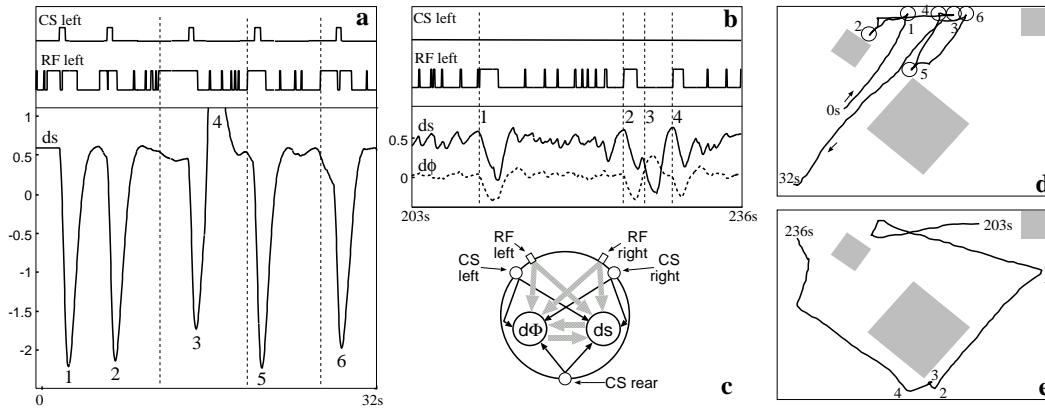 CS left
a
RF left
1
ds
0.5
0
-0.5
-1
-1.5
-2
4
3
1
2
5
6
0
32s
CS left
b
RF left
ds
0.5
dϕ
0
1
2
3
4
203s
236s
RF left
RF right
CS left
CS right
dΦ
ds
CS rear
c
2
4
1
3
6
5
0s
32s
d
236s
203s
1
3
4
2
e